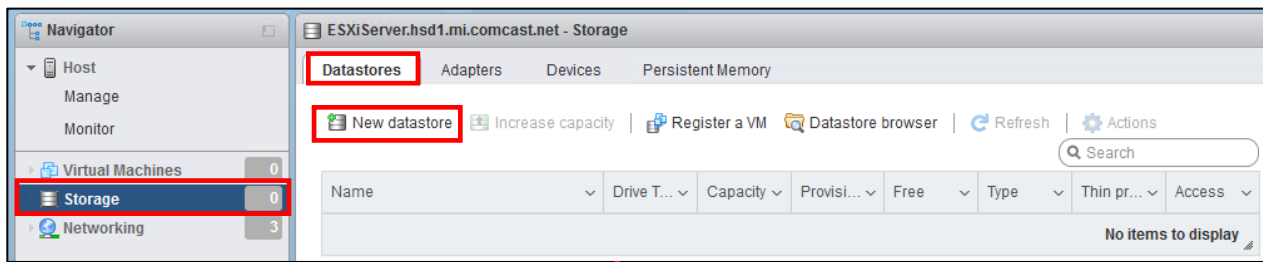 Navigator
ESXiServer.hsd1.mi.comcast.net - Storage
Host
Manage
Monitor
Virtual Machines 0
Storage 0
Networking 3
Datastores Adapters Devices Persistent Memory
New datastore Increase capacity Register a VM Datastore browser Refresh Actions
Search
Name Drive T... Capacity Provisi... Free Type Thin pr... Access
No items to display